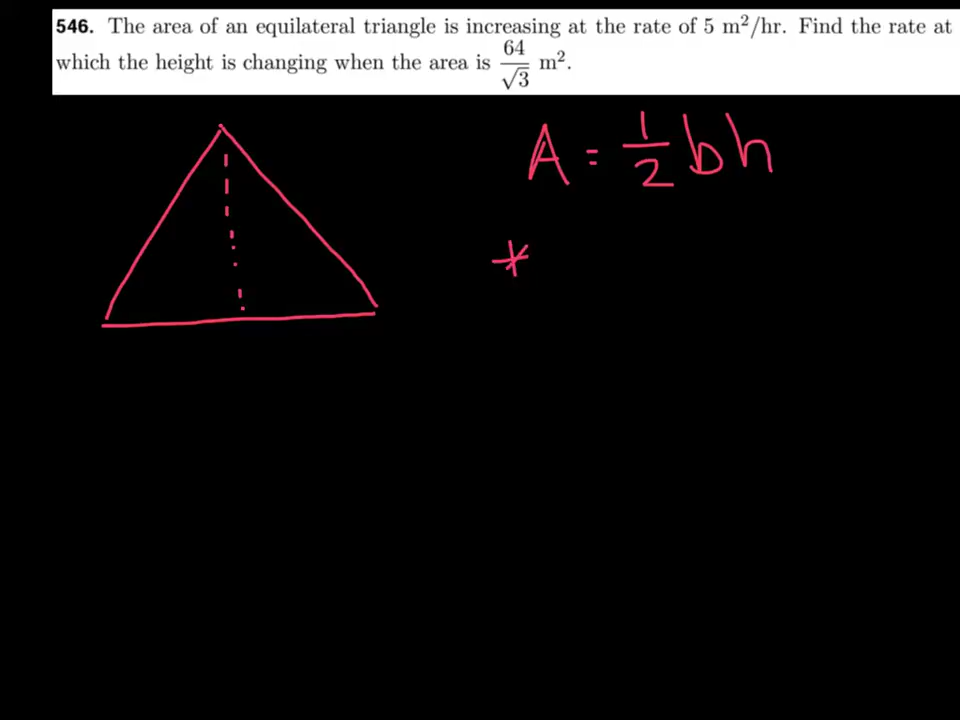 546. The area of an equilateral triangle is increasing at the rate of 5 m²/hr. Find the rate at
which the height is changing when the area is 64/√3 m².
A = 1/2 bh
*